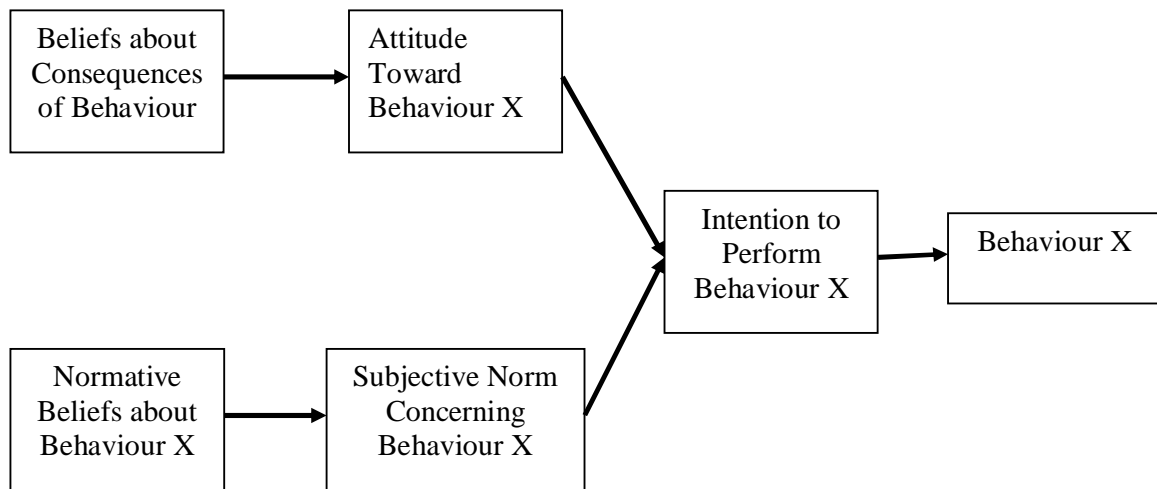 Beliefs about
Consequences
of Behaviour
Attitude
Toward
Behaviour X
Intention to
Perform
Behaviour X
Behaviour X
Normative
Beliefs about
Behaviour X
Subjective Norm
Concerning
Behaviour X